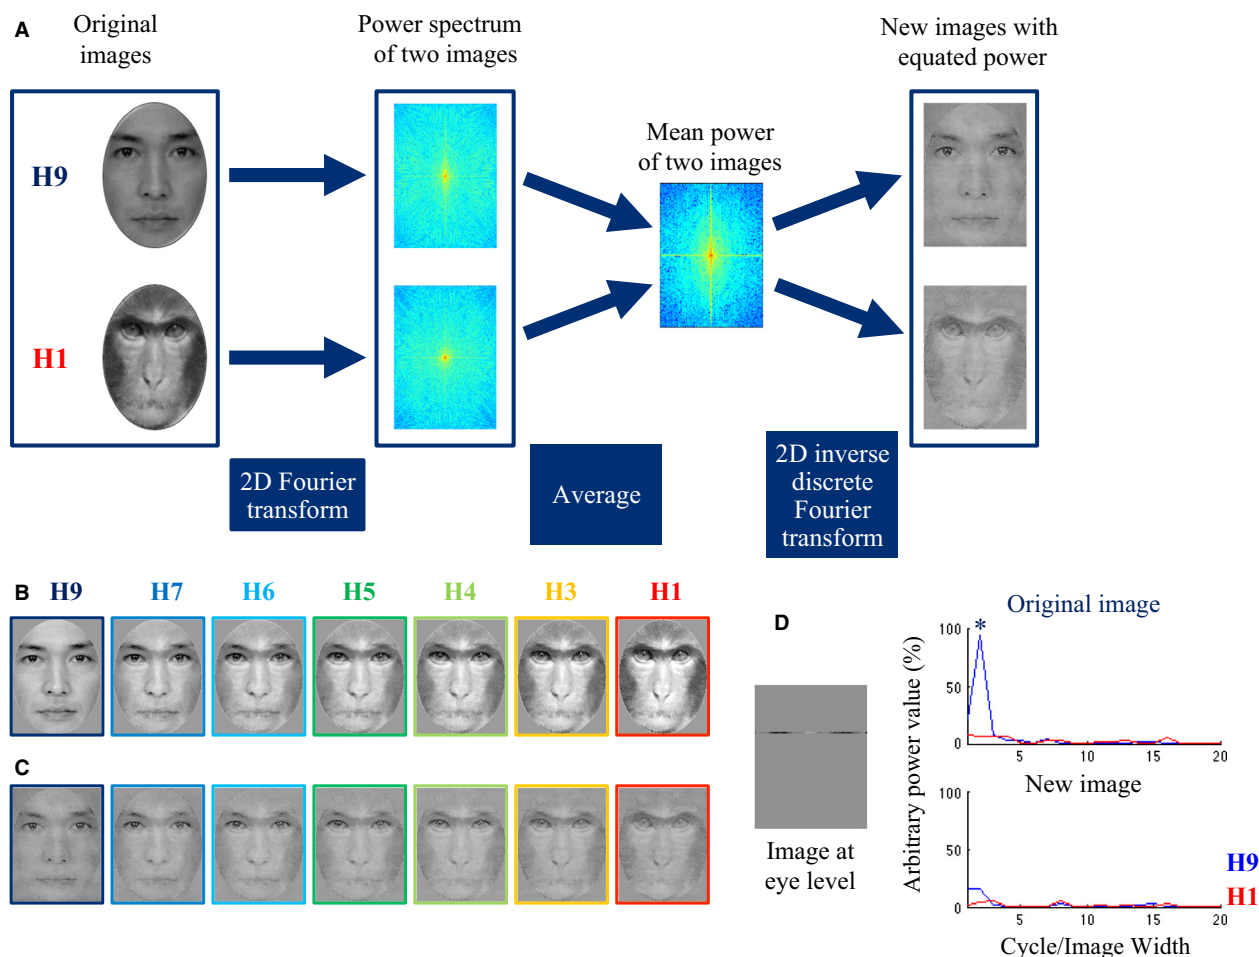 A
Original
images
Power spectrum
of two images
Mean power
of two images
New images with
equated power
H9
H1
2D Fourier
transform
Average
2D inverse
discrete
Fourier
transform
B
H9 H7 H6 H5 H4 H3 H1
C
D
Image at
eye level
Original image
Arbitrary power value (%)
100
*
50
0
5 10 15 20
New image
100
50
0
5 10 15 20
H9
H1
Cycle/Image Width